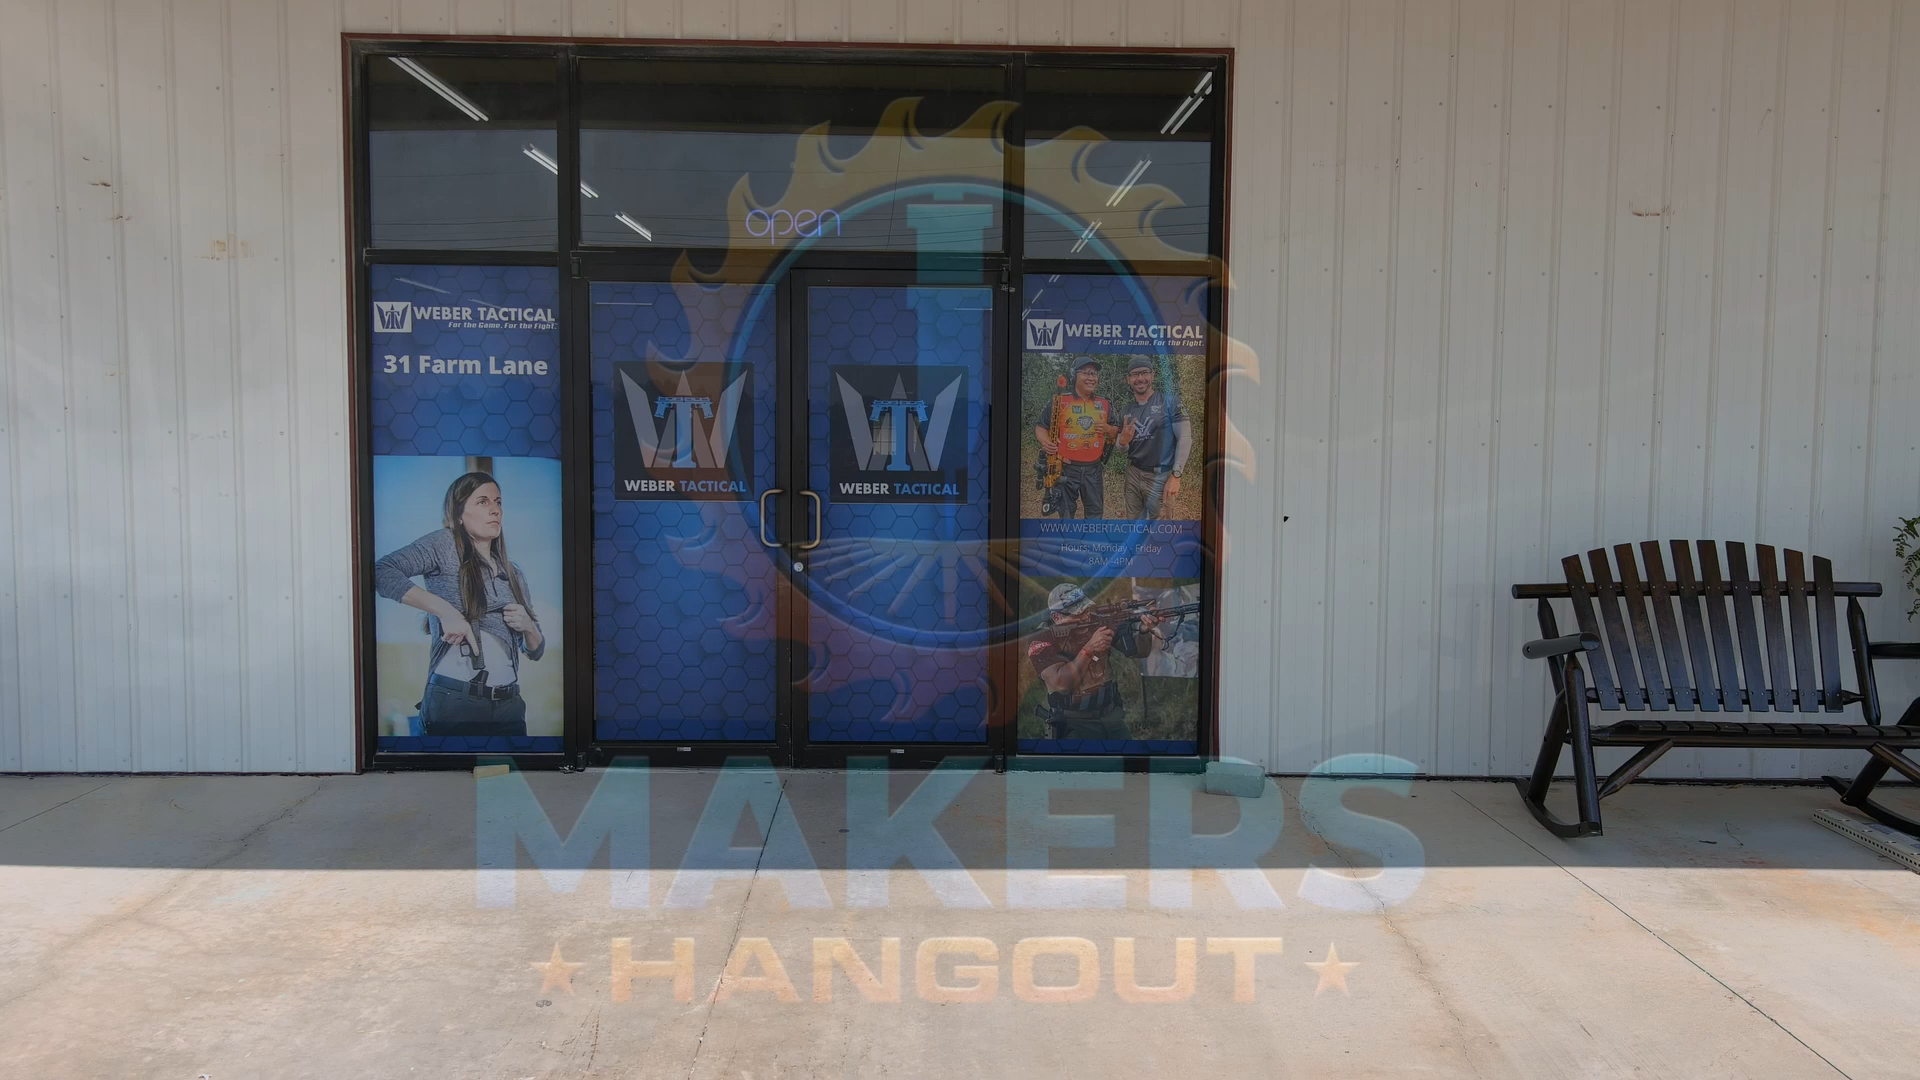 open
WEBER TACTICAL
For the Game. For the Fight.
31 Farm Lane
WEBER TACTICAL
WEBER TACTICAL
WEBER TACTICAL
For the Game. For the Fight.
WWW.WEBERTACTICAL.COM
Hours: Monday - Friday
8AM-4PM
MAKERS
HANGOUT